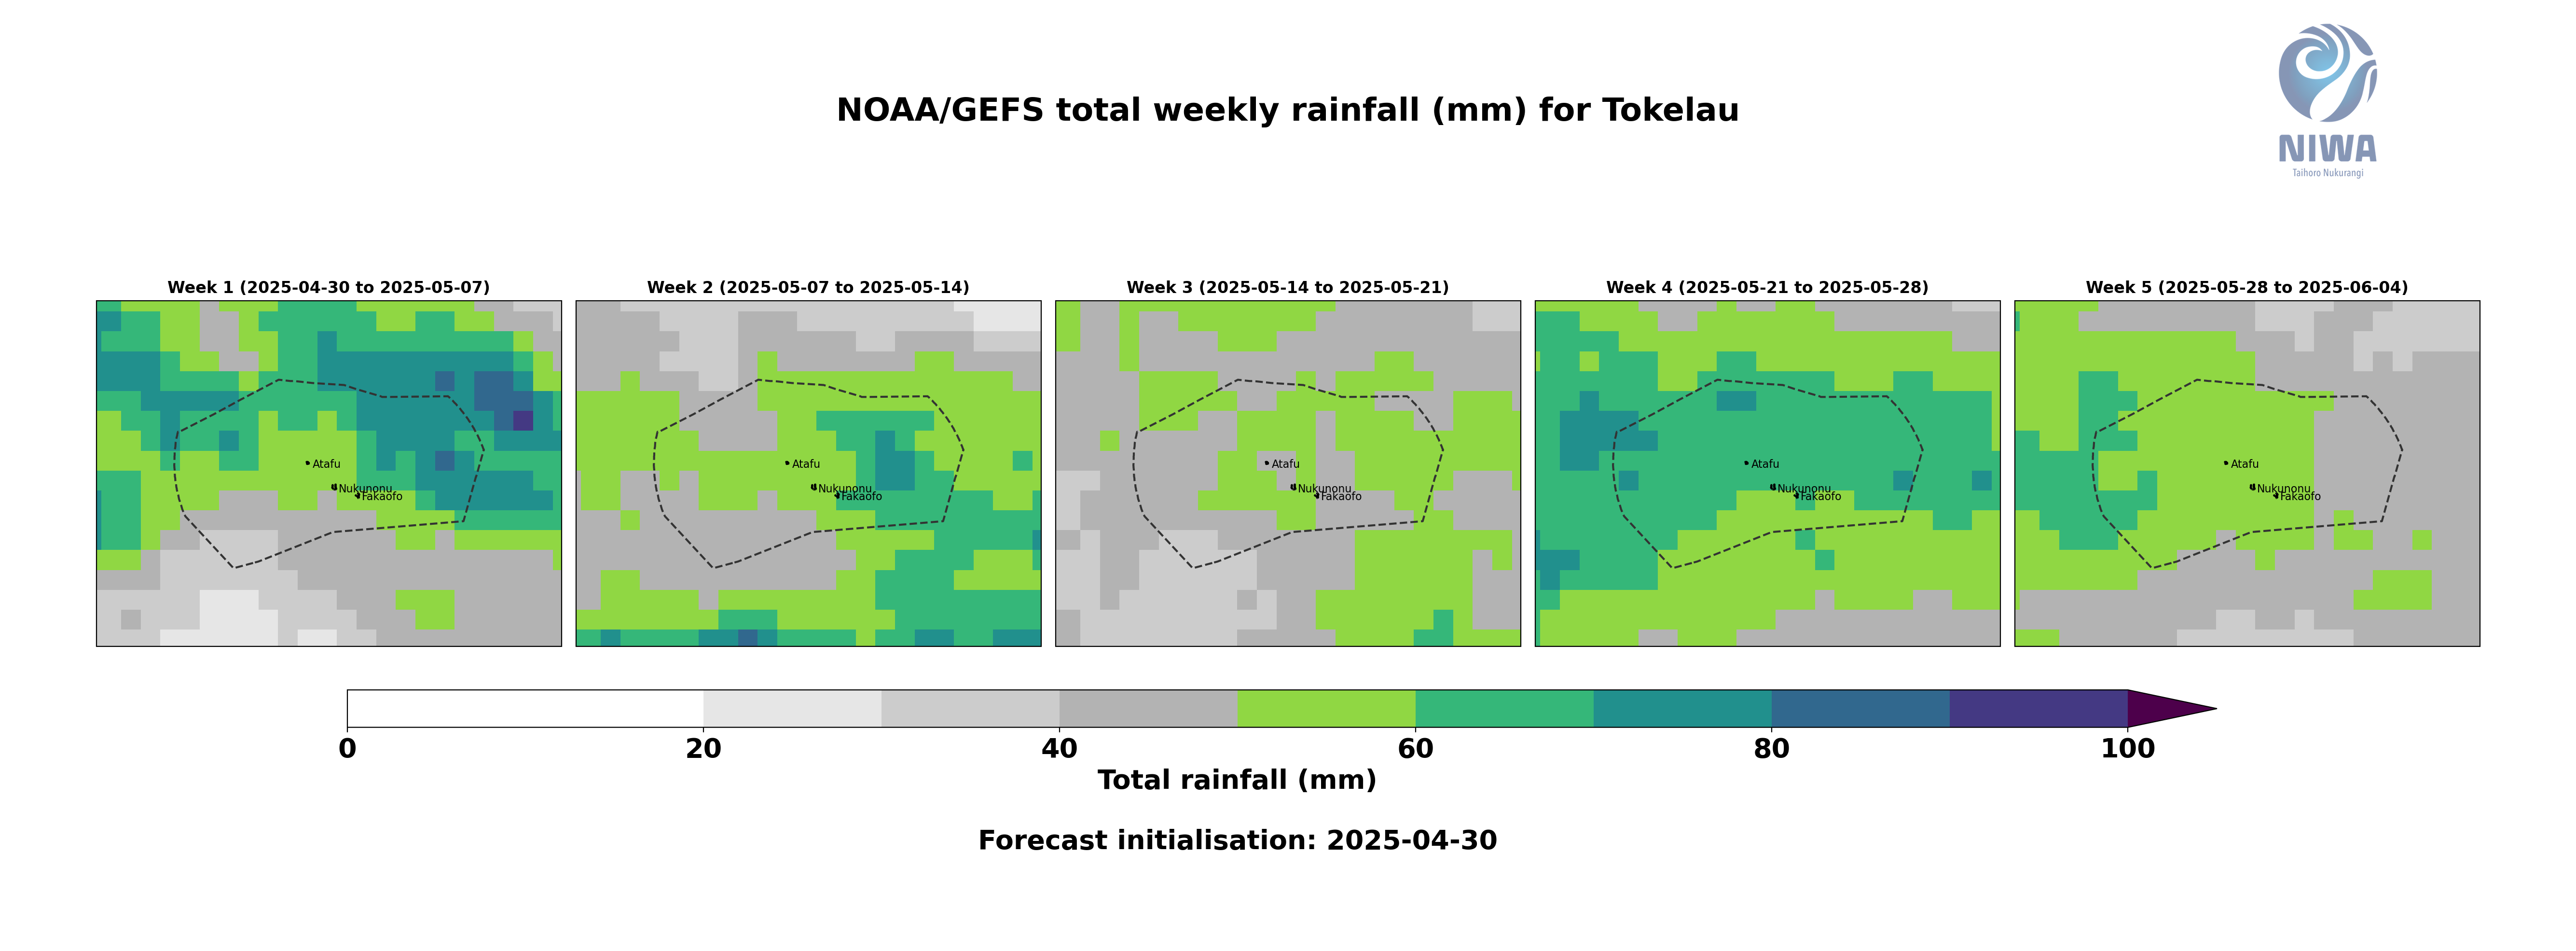 NOAA/GEFS total weekly rainfall (mm) for Tokelau
NIWA
Taihoro Nukurangi
Week 1 (2025-04-30 to 2025-05-07)
Week 2 (2025-05-07 to 2025-05-14)
Week 3 (2025-05-14 to 2025-05-21)
Week 4 (2025-05-21 to 2025-05-28)
Week 5 (2025-05-28 to 2025-06-04)
Atafu
Nukunonu
Fakaofo
Atafu
Nukunonu
Fakaofo
Atafu
Nukunonu
Fakaofo
Atafu
Nukunonu
Fakaofo
Atafu
Nukunonu
Fakaofo
0 20 40 60 80 100
Total rainfall (mm)
Forecast initialisation: 2025-04-30